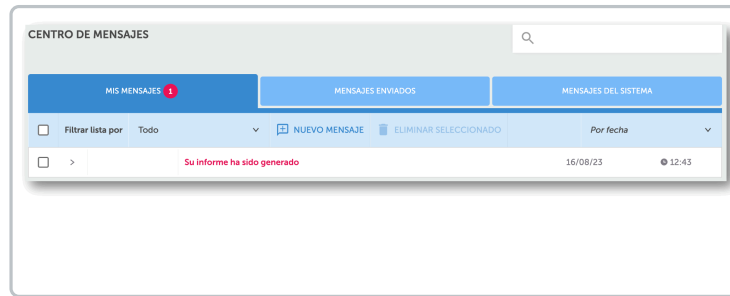 CENTRO DE MENSAJES
MIS MENSAJES 1 MENSAJES ENVIADOS MENSAJES DEL SISTEMA
Filtrar lista por Todo NUEVO MENSAJE ELIMINAR SELECCIONADO Por fecha
Su informe ha sido generado 16/08/23 12:43